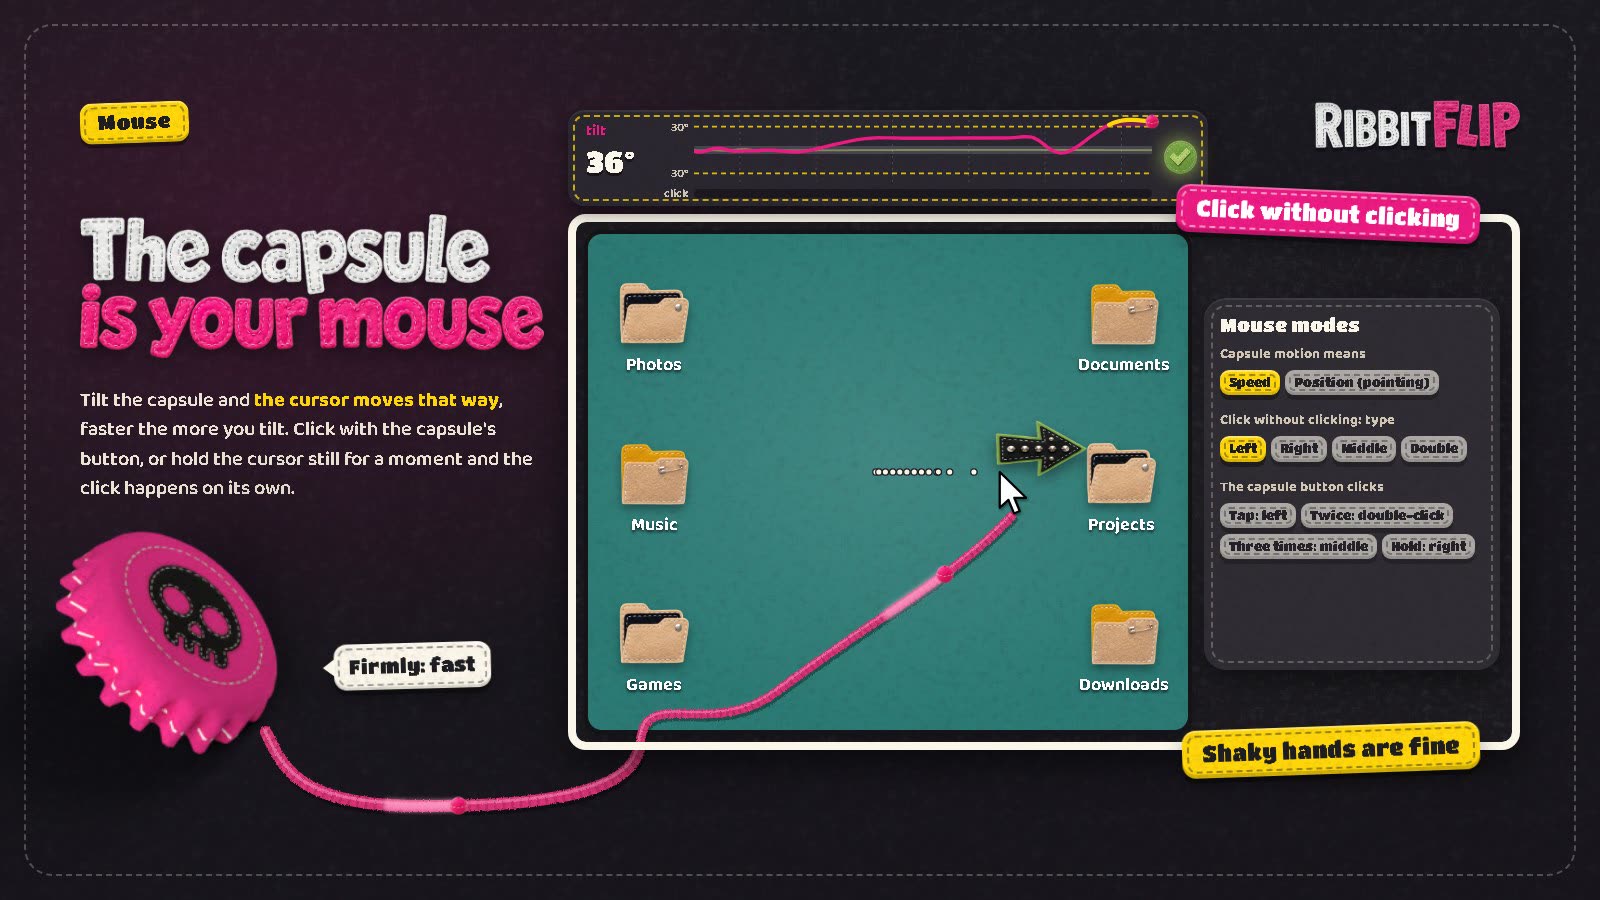 Mouse
RIBBITFLIP
tilt
36°
30°
30°
click
Click without clicking
The capsule
is your mouse
Tilt the capsule and the cursor moves that way,
faster the more you tilt. Click with the capsule's
button, or hold the cursor still for a moment and the
click happens on its own.
Firmly: fast
Photos
Documents
Music
Projects
Games
Downloads
Mouse modes
Capsule motion means
Speed
Position (pointing)
Click without clicking: type
Left
Right
Middle
Double
The capsule button clicks
Tap: left
Twice: double-click
Three times: middle
Hold: right
Shaky hands are fine